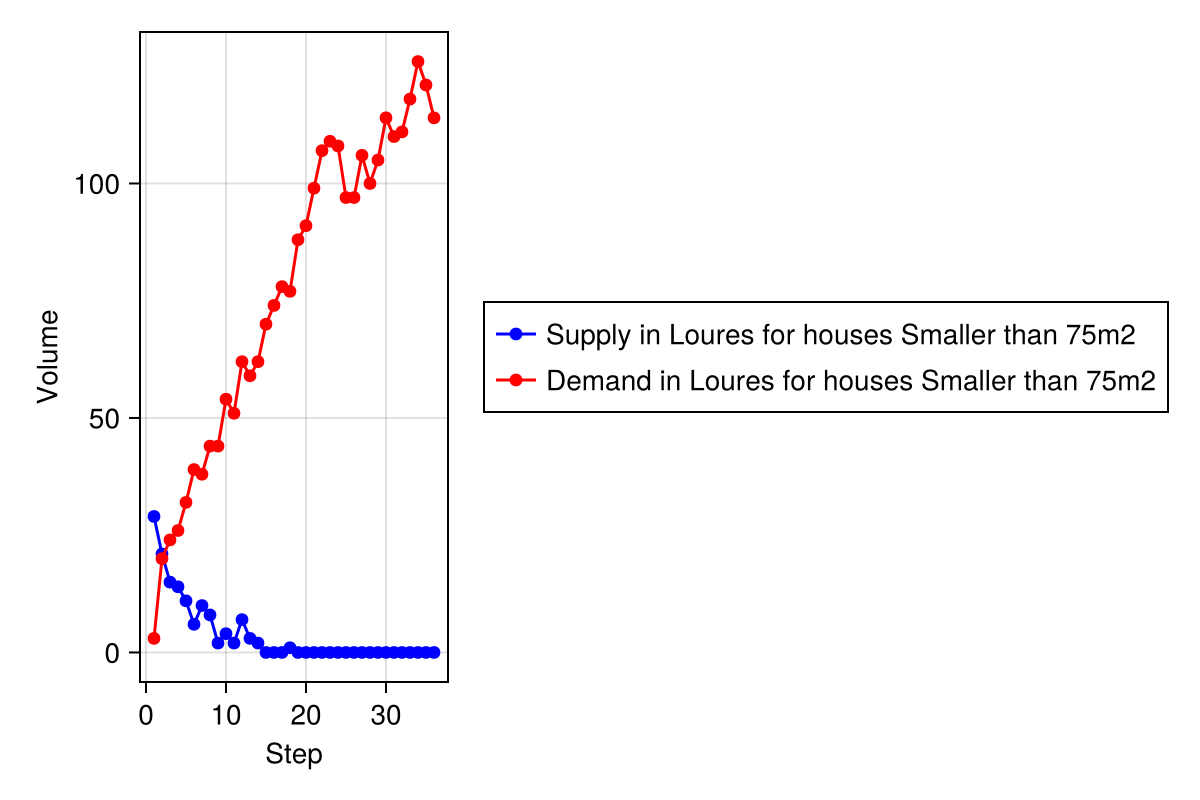 100
50
0
Volume
0 10 20 30
Step
Supply in Loures for houses Smaller than 75m2
Demand in Loures for houses Smaller than 75m2